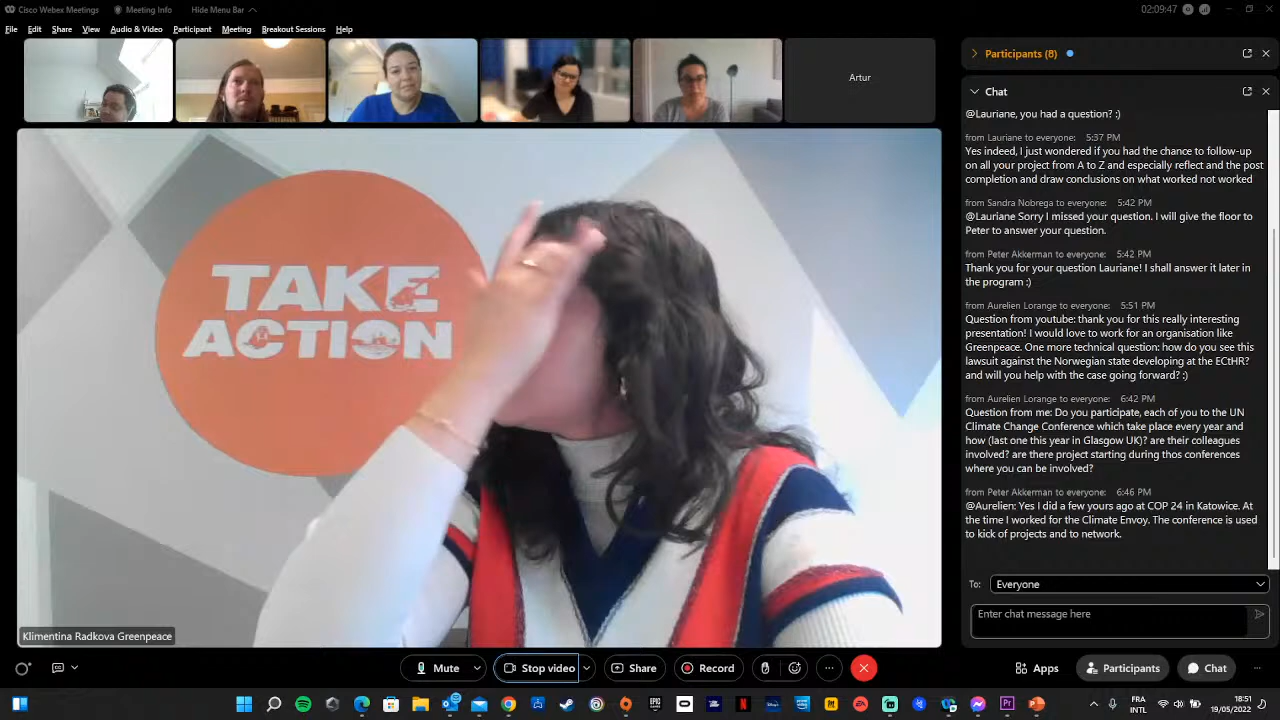 Cisco Webex Meetings
Meeting Info
Hide Menu Bar
02:09:47
File Edit Share View Audio & Video Participant Meeting Breakout Sessions Help
Artur
Participants (8)
Chat
@Lauriane, you had a question? :)
from Lauriane to everyone: 5:37 PM
Yes indeed, I just wondered if you had the chance to follow-up
on all your project from A to Z and especially reflect and the post
completion and draw conclusions on what worked not worked
from Sandra Nobrega to everyone: 5:42 PM
@Lauriane Sorry I missed your question. I will give the floor to
Peter to answer your question.
from Peter Akkerman to everyone: 5:42 PM
Thank you for your question Lauriane! I shall answer it later in
the program :)
from Aurelien Lorange to everyone: 5:51 PM
Question from youtube: thank you for this really interesting
presentation! I would love to work for an organisation like
Greenpeace. One more technical question: how do you see this
lawsuit against the Norwegian state developing at the ECtHR?
and will you help with the case going forward? ;)
from Aurelien Lorange to everyone: 6:42 PM
Question from me: Do you participate, each of you to the UN
Climate Change Conference which take place every year and
how (last one this year in Glasgow UK)? are their colleagues
involved? are there project starting during thos conferences
where you can be involved?
from Peter Akkerman to everyone: 6:46 PM
@Aurelien: Yes I did a few yours ago at COP 24 in Katowice. At
the time I worked for the Climate Envoy. The conference is used
to kick of projects and to network.
To: Everyone
Enter chat message here
TAKE
ACTION
Klimentina Radkova Greenpeace
Mute
Stop video
Share
Record
Apps
Participants
Chat
FRA
INTL
18:51
19/05/2022